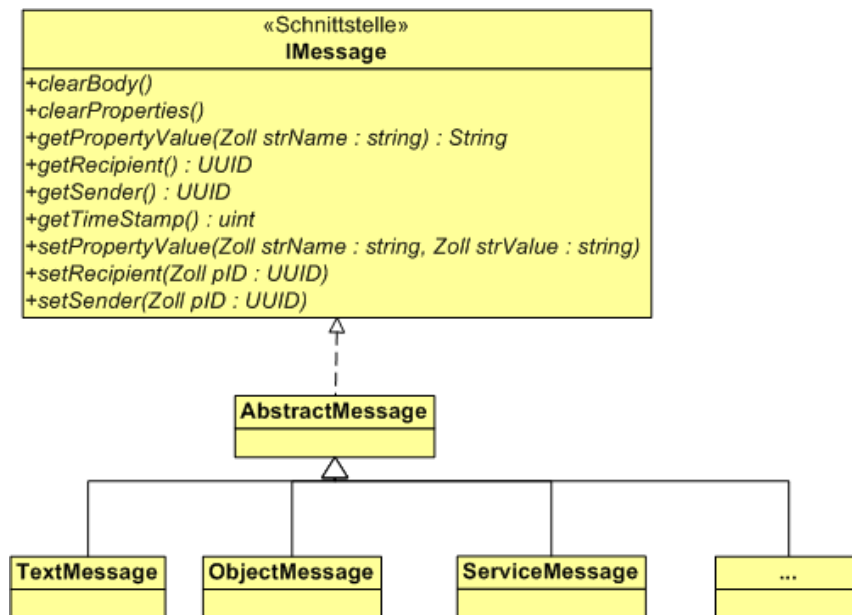 «Schnittstelle»
IMessage
+clearBody()
+clearProperties()
+getPropertyValue(Zoll strName : string) : String
+getRecipient() : UUID
+getSender() : UUID
+getTimeStamp() : uint
+setPropertyValue(Zoll strName : string, Zoll strValue : string)
+setRecipient(Zoll pID : UUID)
+setSender(Zoll pID : UUID)
AbstractMessage
TextMessage
ObjectMessage
ServiceMessage
...